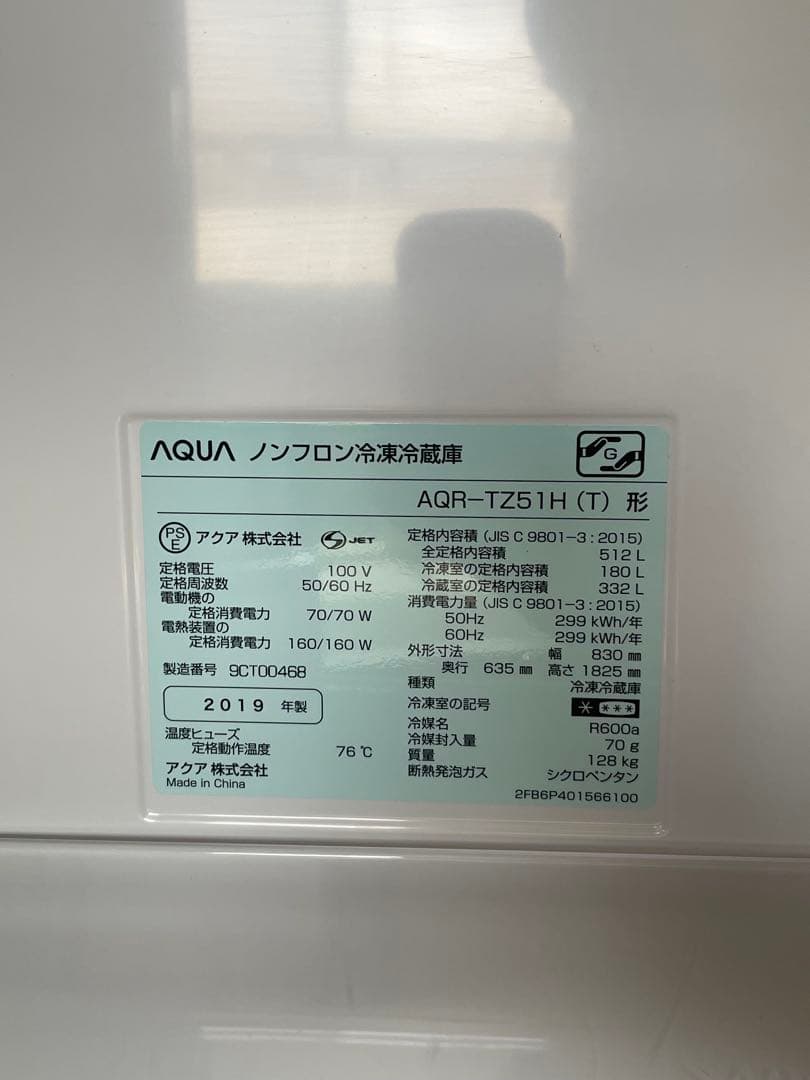 AQUA ノンフロン冷凍冷蔵庫
G
AQR-TZ51H (T) 形
PS
E
アクア 株式会社
S JET
定格電圧 100 V
定格周波数 50/60 Hz
電動機の
定格消費電力 70/70 W
電熱装置の
定格消費電力 160/160 W
製造番号 9CT00468
2019 年製
温度ヒューズ
定格動作温度 76 ℃
アクア 株式会社
Made in China
定格内容積 (JIS C 9801-3 : 2015)
全定格内容積 512 L
冷凍室の定格内容積 180 L
冷蔵室の定格内容積 332 L
消費電力量 (JIS C 9801-3 : 2015)
50Hz 299 kWh/年
60Hz 299 kWh/年
外形寸法 幅 830 ㎜
奥行 635 ㎜ 高さ 1825 ㎜
種類 冷凍冷蔵庫
冷凍室の記号 * ***
冷媒名 R600a
冷媒封入量 70 g
質量 128 kg
断熱発泡ガス シクロペンタン
2FB6P401566100